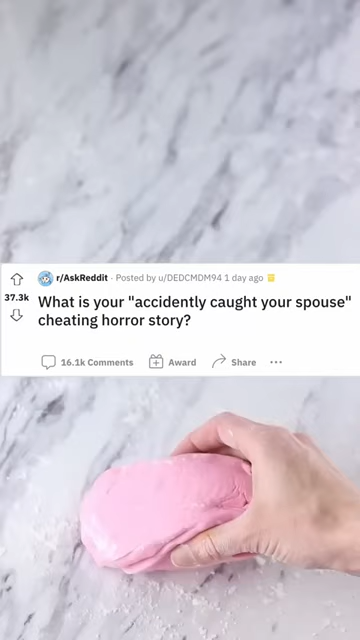 r/AskReddit · Posted by u/DEDCMDM94 1 day ago
37.3k
What is your "accidently caught your spouse"
cheating horror story?
16.1k Comments Award Share